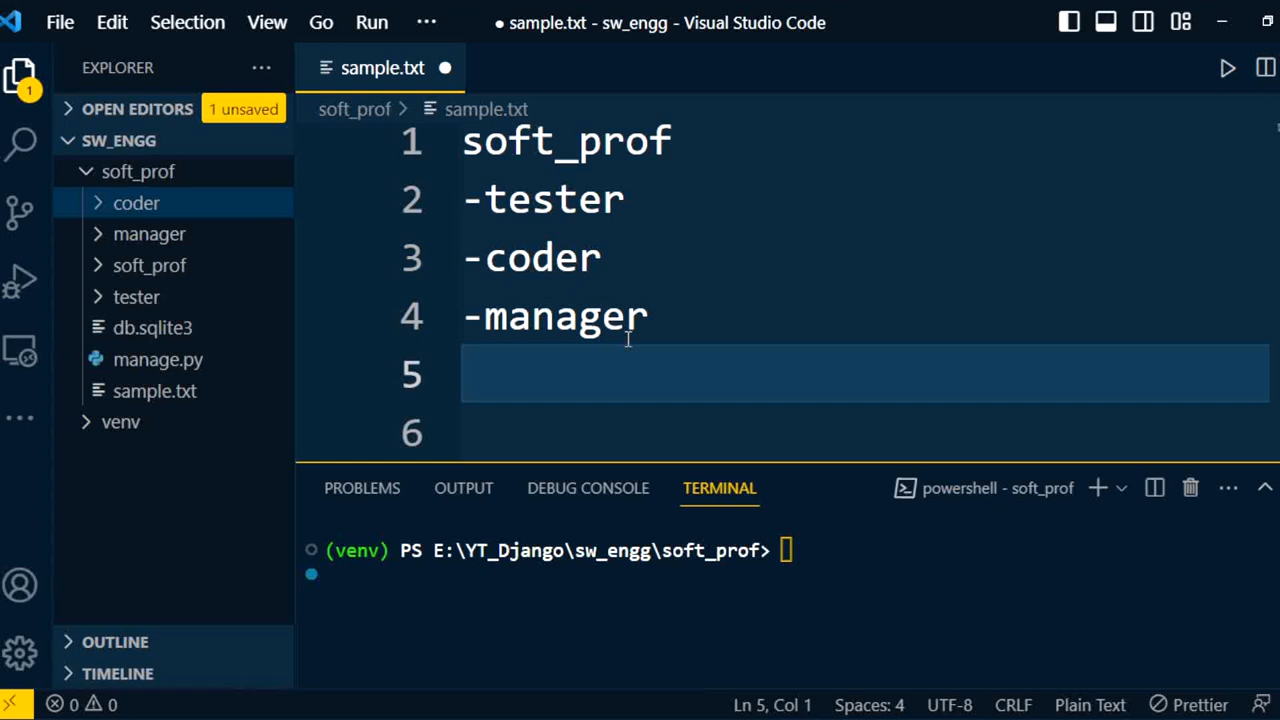 File Edit Selection View Go Run ··· ● sample.txt - sw_engg - Visual Studio Code
EXPLORER ···
sample.txt ●
OPEN EDITORS 1 unsaved
soft_prof > sample.txt
SW_ENGG
soft_prof
coder
manager
soft_prof
tester
db.sqlite3
manage.py
sample.txt
venv
OUTLINE
TIMELINE
1
1 soft_prof
2 -tester
3 -coder
4 -manager
5
6
PROBLEMS OUTPUT DEBUG CONSOLE TERMINAL powershell - soft_prof
(venv) PS E:\YT_Django\sw_engg\soft_prof>
0 0 Ln 5, Col 1 Spaces: 4 UTF-8 CRLF Plain Text Prettier